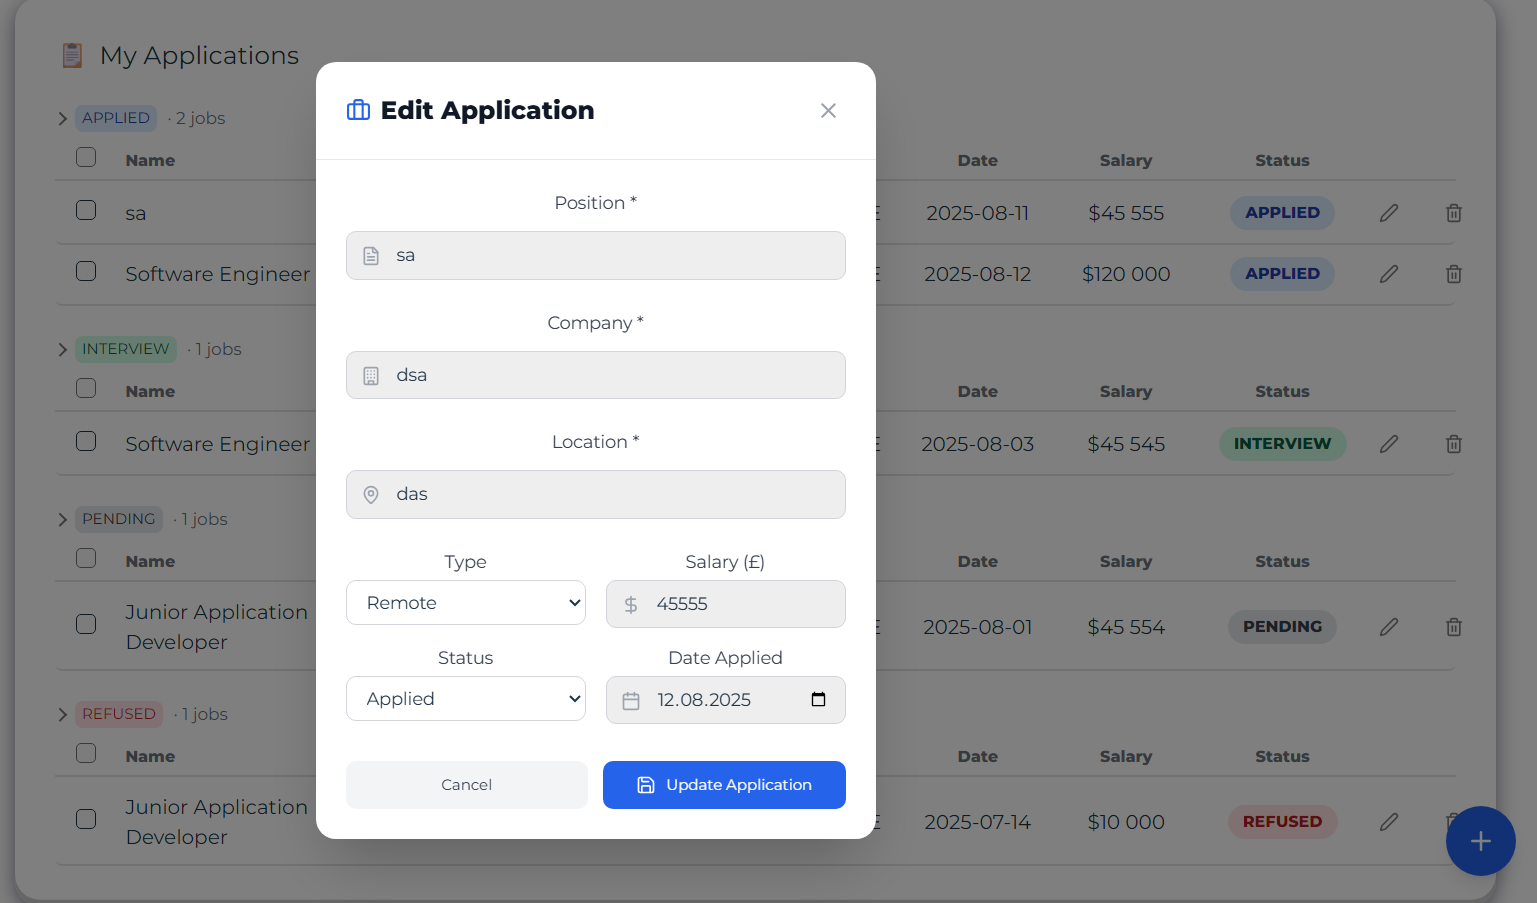 My Applications
APPLIED · 2 jobs
Name Date Salary Status
sa E 2025-08-11 $45 555 APPLIED
Software Engineer E 2025-08-12 $120 000 APPLIED
INTERVIEW · 1 jobs
Name Date Salary Status
Software Engineer E 2025-08-03 $45 545 INTERVIEW
PENDING · 1 jobs
Name Date Salary Status
Junior Application
Developer
E 2025-08-01 $45 554 PENDING
REFUSED · 1 jobs
Name Date Salary Status
Junior Application
Developer
E 2025-07-14 $10 000 REFUSED
Edit Application
Position *
sa
Company *
dsa
Location *
das
Type Salary (£)
Remote $ 45555
Status Date Applied
Applied 12.08.2025
Cancel Update Application